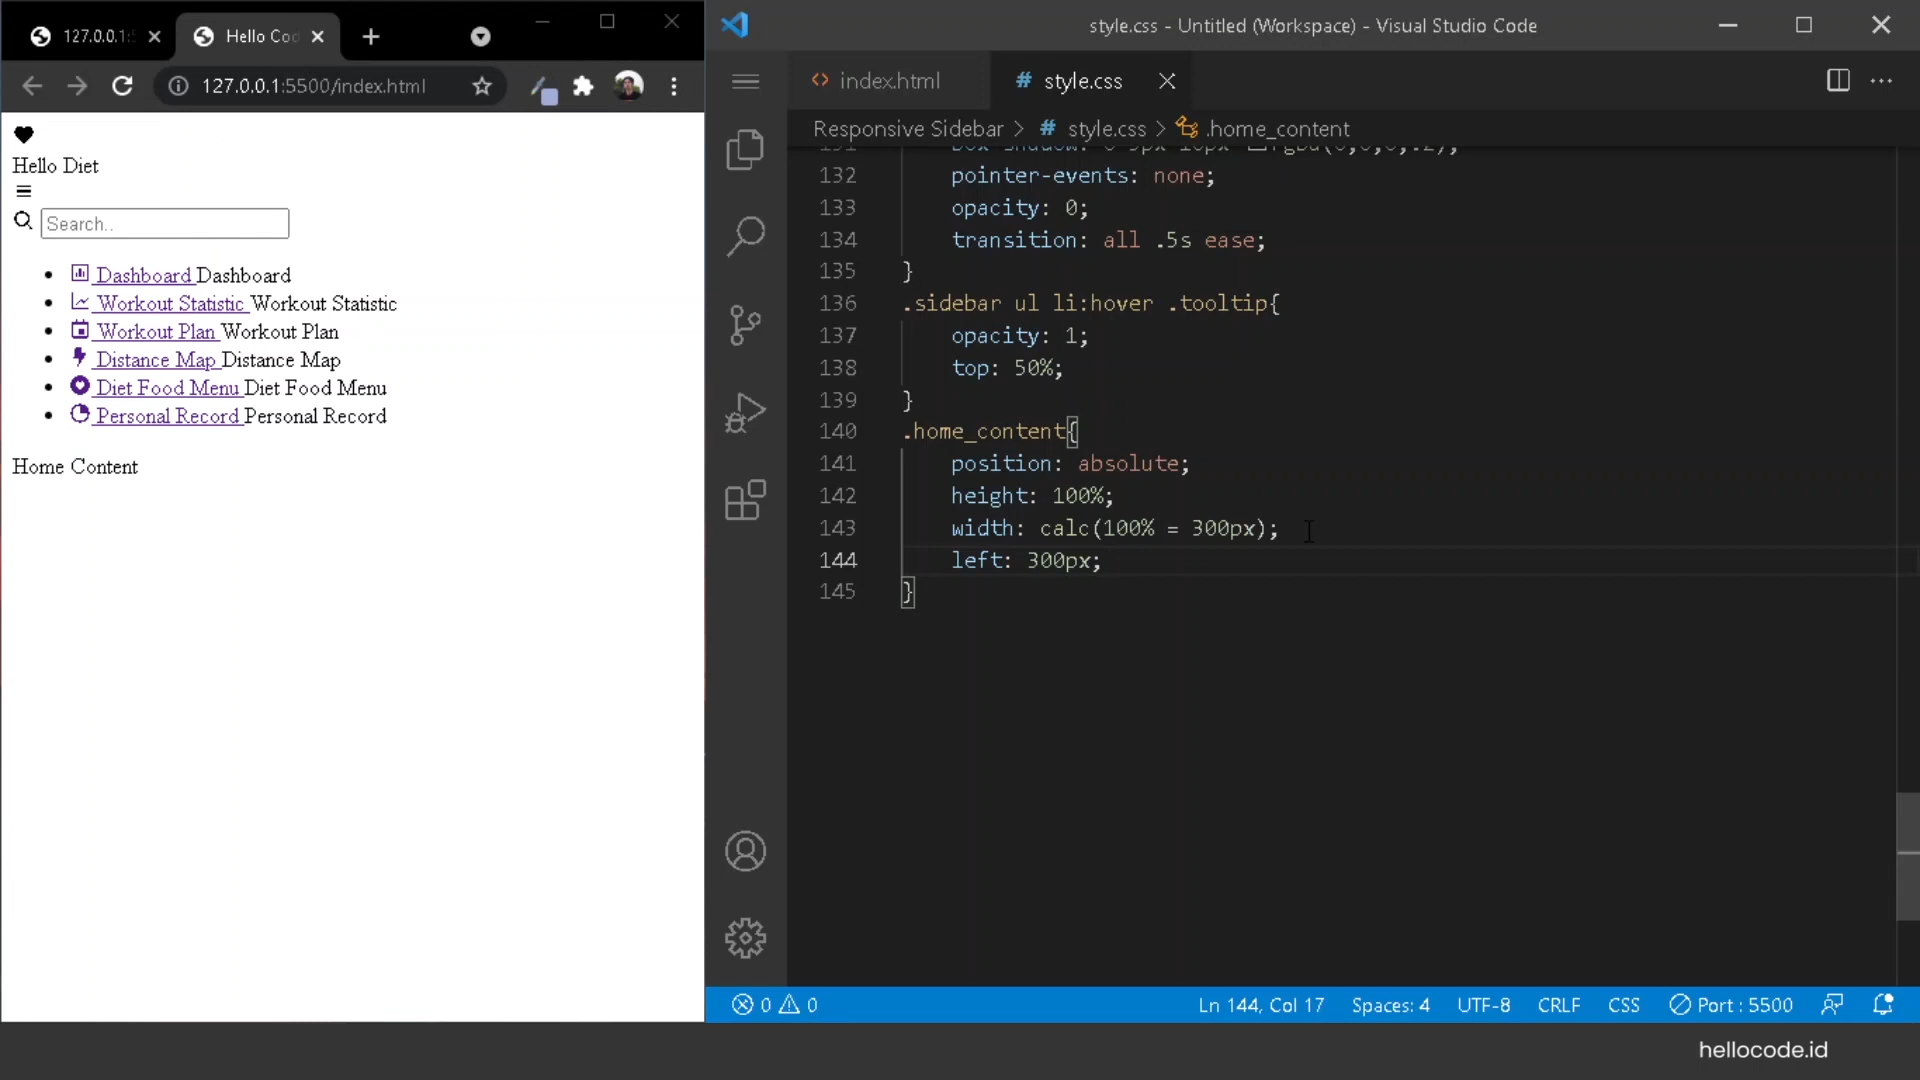 127.0.0.1:5
Hello Coo
127.0.0.1:5500/index.html
Hello Diet
Search..
Dashboard Dashboard
Workout Statistic Workout Statistic
Workout Plan Workout Plan
Distance Map Distance Map
Diet Food Menu Diet Food Menu
Personal Record Personal Record
Home Content
style.css - Untitled (Workspace) - Visual Studio Code
index.html
# style.css
Responsive Sidebar > # style.css > .home_content
131 box-shadow: 0 5px 10px rgba(0,0,0,.2);
132 pointer-events: none;
133 opacity: 0;
134 transition: all .5s ease;
135 }
136 .sidebar ul li:hover .tooltip{
137 opacity: 1;
138 top: 50%;
139 }
140 .home_content{
141 position: absolute;
142 height: 100%;
143 width: calc(100% = 300px);
144 left: 300px;
145 }
0 0
Ln 144, Col 17 Spaces: 4 UTF-8 CRLF CSS Port : 5500
hellocode.id